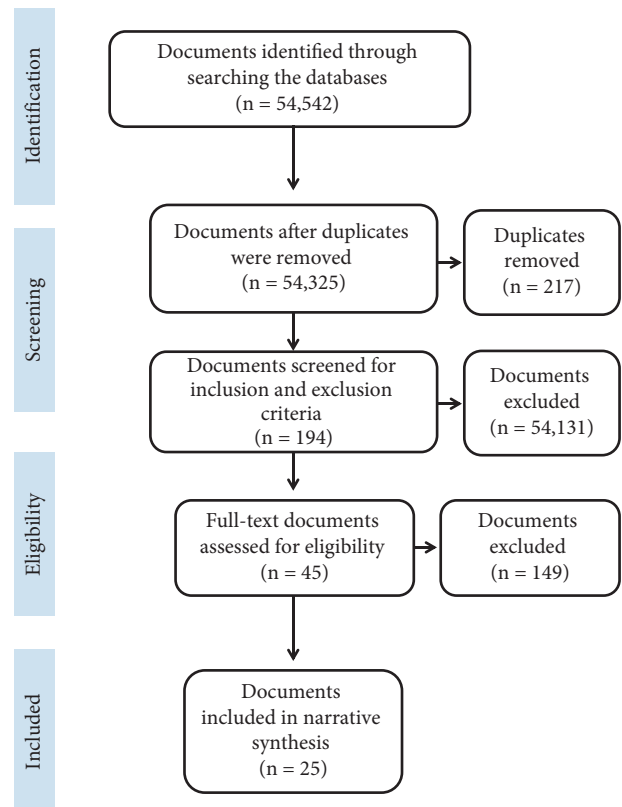 Identification
Documents identified through
searching the databases
(n = 54,542)
Screening
Documents after duplicates
were removed
(n = 54,325)
Duplicates
removed
(n = 217)
Documents screened for
inclusion and exclusion
criteria
(n = 194)
Documents
excluded
(n = 54,131)
Eligibility
Full-text documents
assessed for eligibility
(n = 45)
Documents
excluded
(n = 149)
Included
Documents
included in narrative
synthesis
(n = 25)